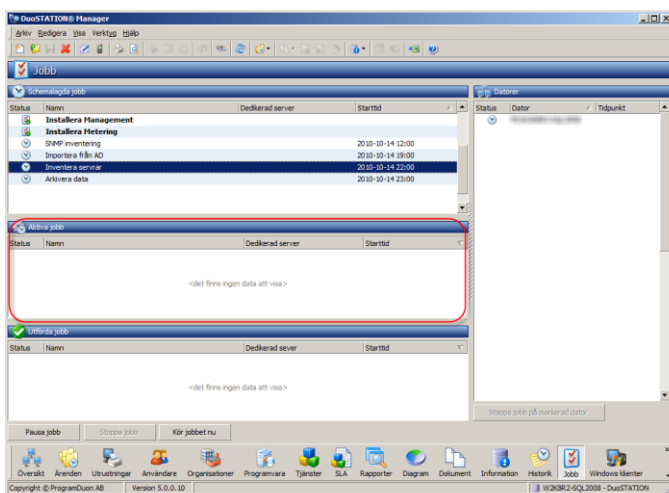 DuoSTATION® Manager
Arkiv Redigera Visa Verktyg Hjälp
Jobb
Schemalagda jobb
Status Namn Dedikerad server Starttid
Installera Management
Installera Metering
SNMP inventering 2010-10-14 12:00
Importera från AD 2010-10-14 19:00
Inventera servrar 2010-10-14 22:00
Arkivera data 2010-10-14 23:00
Datorer
Status Dator Tidpunkt
Aktiva jobb
Status Namn Dedikerad server Starttid
<det finns ingen data att visa>
Utförda jobb
Status Namn Dedikerad sever Starttid
<det finns ingen data att visa>
Stoppa jobb på markerad dator
Pausa jobb Stoppa jobb Kör jobbet nu
Översikt Ärenden Utrustningar Användare Organisationer Programvara Tjänster SLA Rapporter Diagram Dokument Information Historik Jobb Windows klienter
Copyright © ProgramDuon AB Version 5.0.0.10 W2K8R2-SQL2008 - DuoSTATION